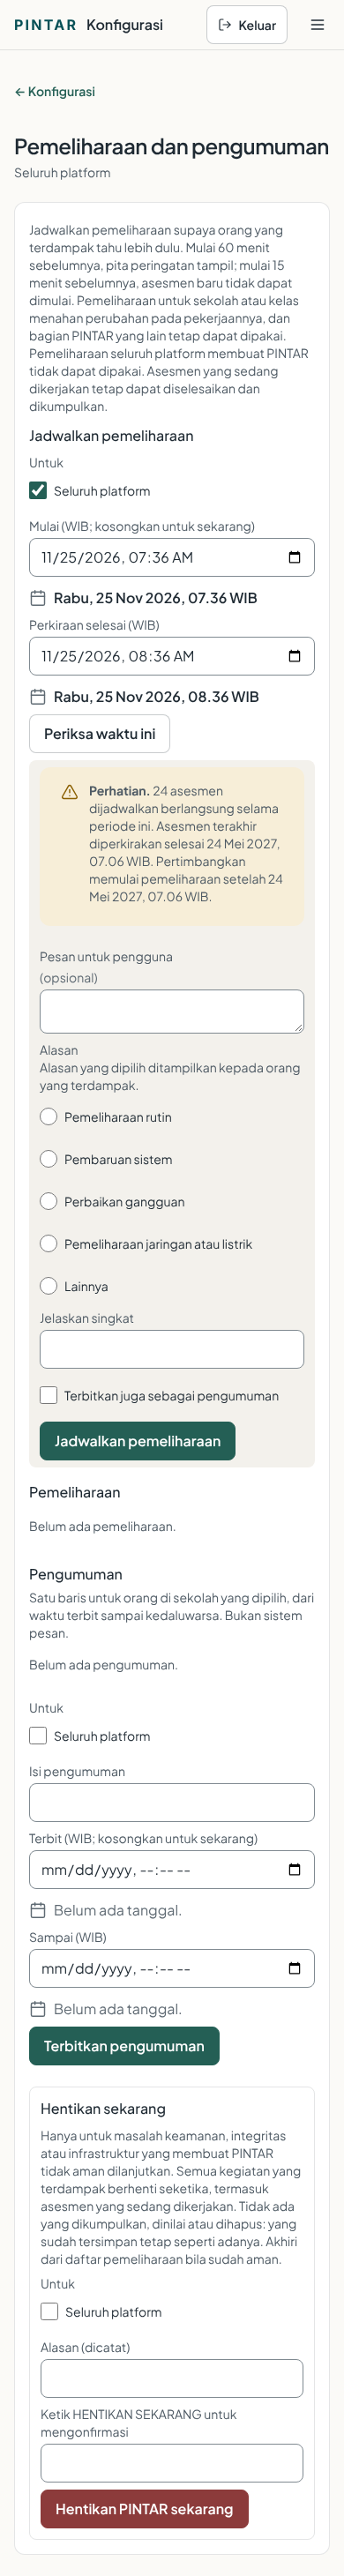 PINTAR Konfigurasi Keluar
← Konfigurasi
Pemeliharaan dan pengumuman
Seluruh platform
Jadwalkan pemeliharaan supaya orang yang
terdampak tahu lebih dulu. Mulai 60 menit
sebelumnya, pita peringatan tampil; mulai 15
menit sebelumnya, asesmen baru tidak dapat
dimulai. Pemeliharaan untuk sekolah atau kelas
menahan perubahan pada pekerjaannya, dan
bagian PINTAR yang lain tetap dapat dipakai.
Pemeliharaan seluruh platform membuat PINTAR
tidak dapat dipakai. Asesmen yang sedang
dikerjakan tetap dapat diselesaikan dan
dikumpulkan.
Jadwalkan pemeliharaan
Untuk
Seluruh platform
Mulai (WIB; kosongkan untuk sekarang)
11/25/2026, 07:36 AM
Rabu, 25 Nov 2026, 07.36 WIB
Perkiraan selesai (WIB)
11/25/2026, 08:36 AM
Rabu, 25 Nov 2026, 08.36 WIB
Periksa waktu ini
Perhatian. 24 asesmen
dijadwalkan berlangsung selama
periode ini. Asesmen terakhir
diperkirakan selesai 24 Mei 2027,
07.06 WIB. Pertimbangkan
memulai pemeliharaan setelah 24
Mei 2027, 07.06 WIB.
Pesan untuk pengguna
(opsional)
Alasan
Alasan yang dipilih ditampilkan kepada orang
yang terdampak.
Pemeliharaan rutin
Pembaruan sistem
Perbaikan gangguan
Pemeliharaan jaringan atau listrik
Lainnya
Jelaskan singkat
Terbitkan juga sebagai pengumuman
Jadwalkan pemeliharaan
Pemeliharaan
Belum ada pemeliharaan.
Pengumuman
Satu baris untuk orang di sekolah yang dipilih, dari
waktu terbit sampai kedaluwarsa. Bukan sistem
pesan.
Belum ada pengumuman.
Untuk
Seluruh platform
Isi pengumuman
Terbit (WIB; kosongkan untuk sekarang)
mm/dd/yyyy, --:-- --
Belum ada tanggal.
Sampai (WIB)
mm/dd/yyyy, --:-- --
Belum ada tanggal.
Terbitkan pengumuman
Hentikan sekarang
Hanya untuk masalah keamanan, integritas
atau infrastruktur yang membuat PINTAR
tidak aman dilanjutkan. Semua kegiatan yang
terdampak berhenti seketika, termasuk
asesmen yang sedang dikerjakan. Tidak ada
yang dikumpulkan, dinilai atau dihapus: yang
sudah tersimpan tetap seperti adanya. Akhiri
dari daftar pemeliharaan bila sudah aman.
Untuk
Seluruh platform
Alasan (dicatat)
Ketik HENTIKAN SEKARANG untuk
mengonfirmasi
Hentikan PINTAR sekarang